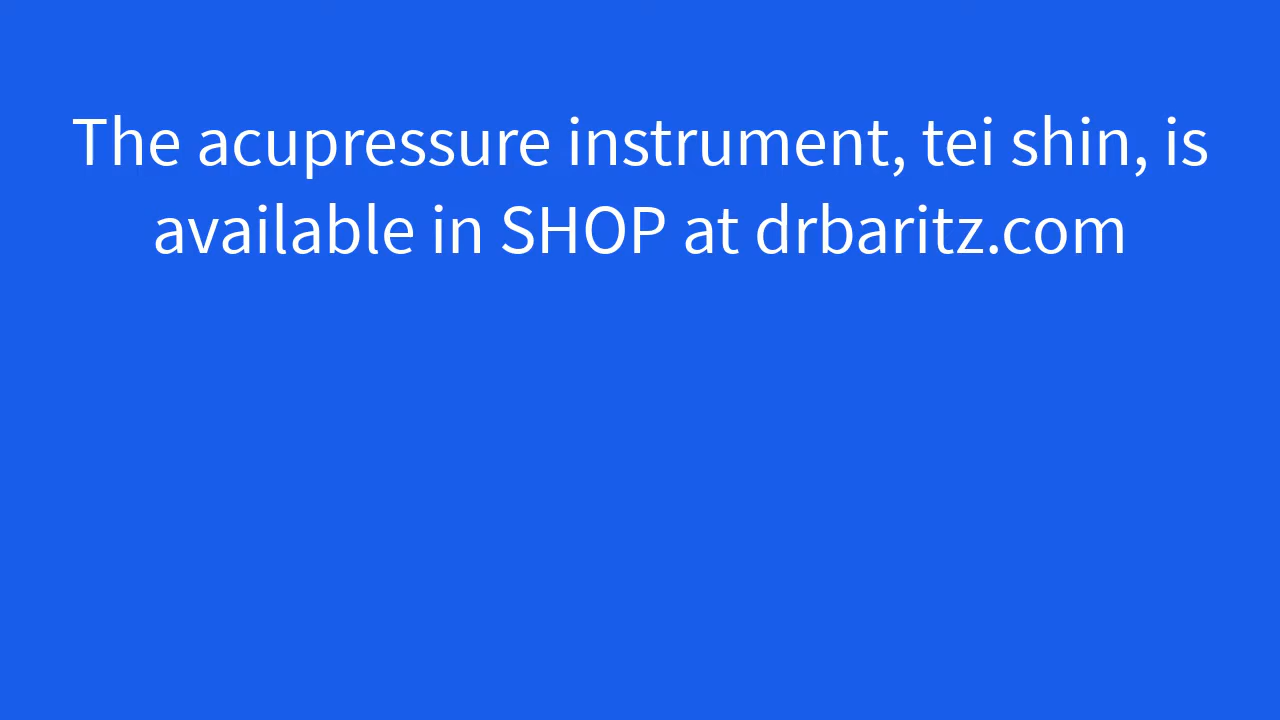 The acupressure instrument, tei shin, is
available in SHOP at drbaritz.com